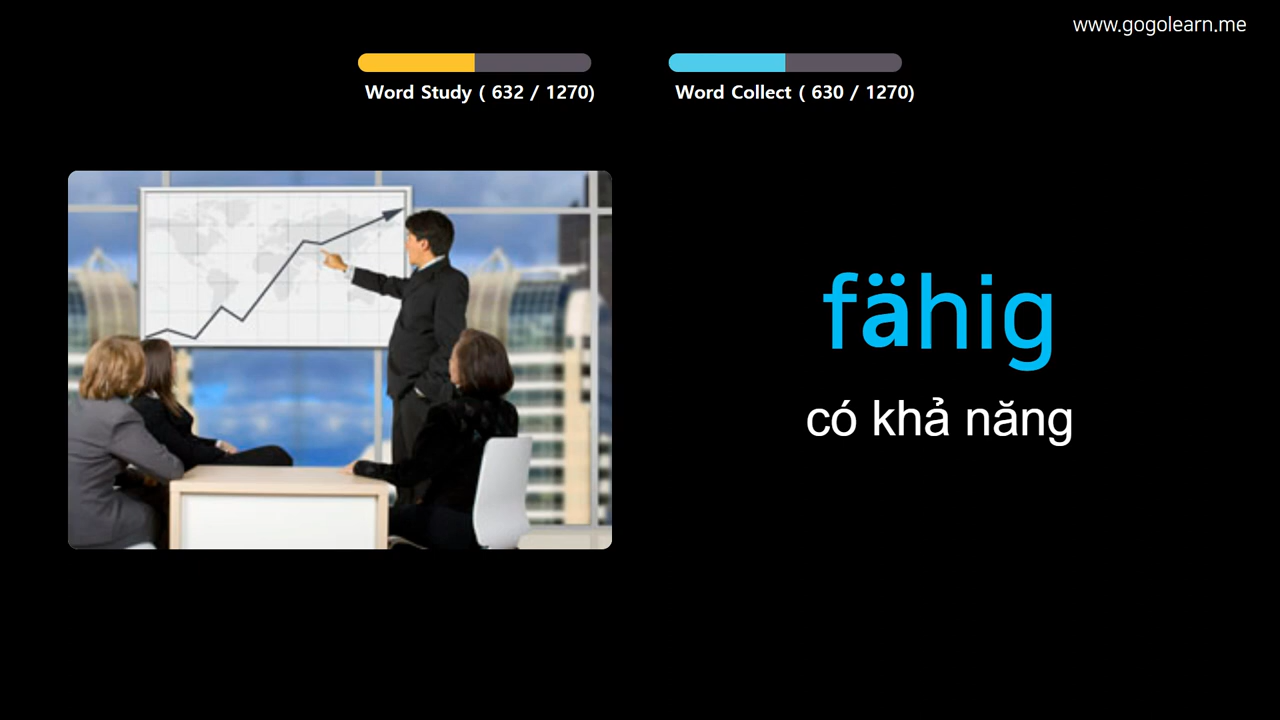 www.gogolearn.me
Word Study ( 632 / 1270)
Word Collect ( 630 / 1270)
fähig
có khả năng